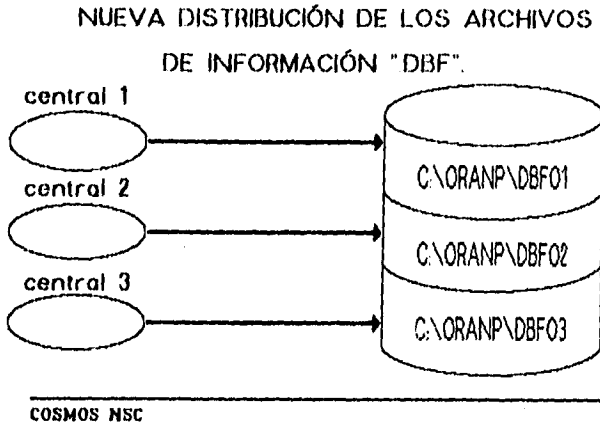 NUEVA DISTRIBUCIÓN DE LOS ARCHIVOS
DE INFORMACIÓN "DBF".
central 1
C:\ORANP\DBF01
central 2
C:\ORANP\DBF02
central 3
C:\ORANP\DBF03
COSMOS NSC